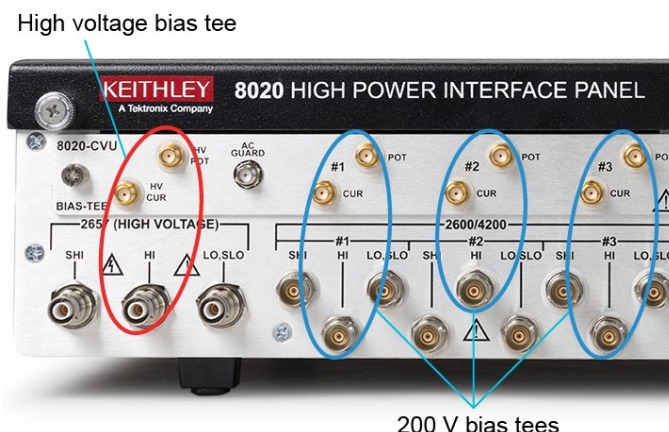 High voltage bias tee
KEITHLEY
A Tektronix Company
8020 HIGH POWER INTERFACE PANEL
8020-CVU
HV
POT
AC
GUARD
#1
POT
#2
POT
#3
HV
CUR
CUR
CUR
CUR
BIAS-TEE
2657 (HIGH VOLTAGE)
2600/4200
#1
#2
#3
SHI
HI
LO,SLO
SHI
HI
LO,SLO
SHI
HI
LO,SLO
SHI
HI
200 V bias tees